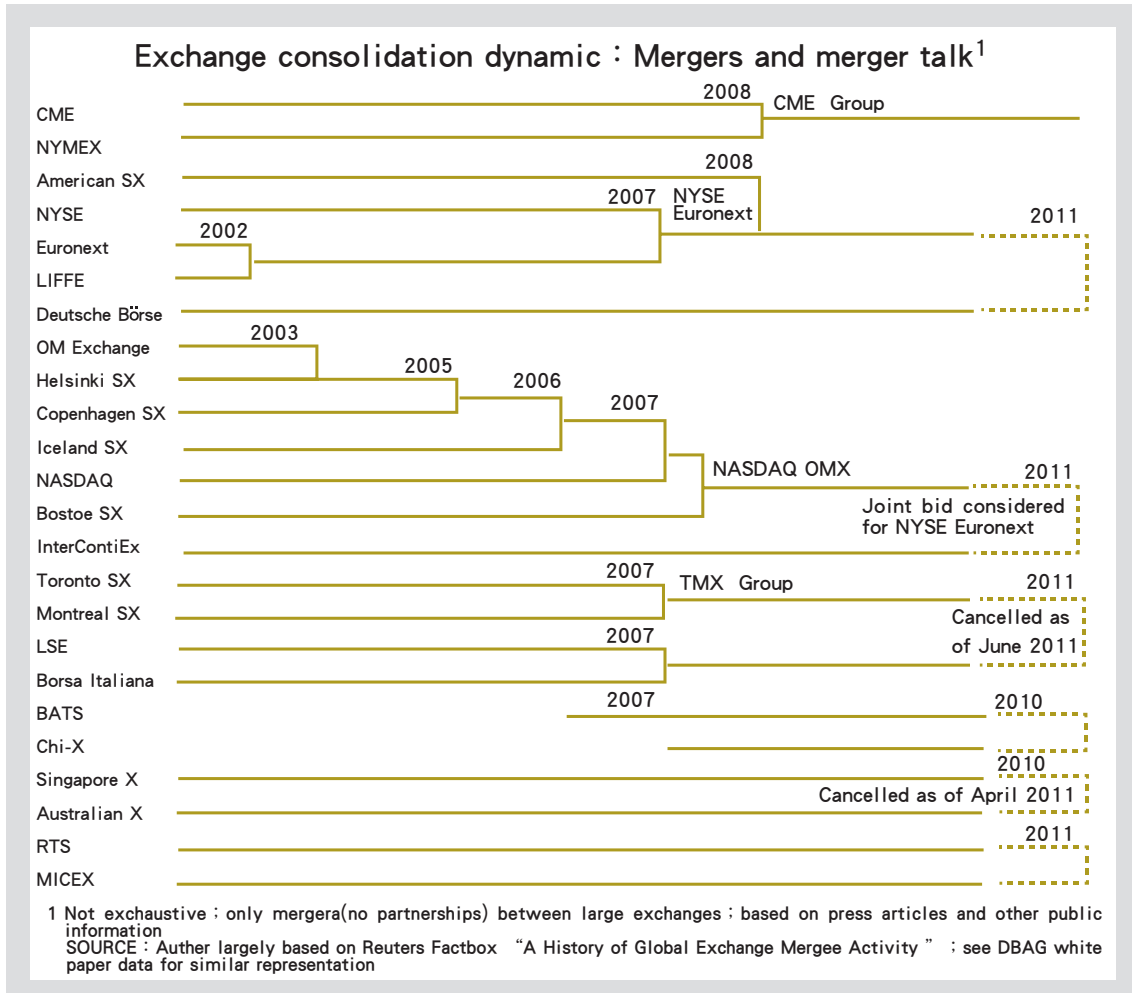 Exchange consolidation dynamic : Mergers and merger talk1
2008
CME
CME Group
NYMEX
2008
American SX
2007
NYSE
Euronext
NYSE
2011
2002
Euronext
LIFFE
Deutsche Börse
2003
OM Exchange
2005
Helsinki SX
2006
2007
Copenhagen SX
Iceland SX
NASDAQ OMX
2011
NASDAQ
Joint bid considered
for NYSE Euronext
Bostoe SX
InterContiEx
2007
Toronto SX
TMX Group
2011
Montreal SX
Cancelled as
of June 2011
2007
LSE
Borsa Italiana
2007
2010
BATS
Chi-X
2010
Singapore X
Cancelled as of April 2011
Australian X
2011
RTS
MICEX
1 Not exhaustive ; only mergera(no partnerships) between large exchanges ; based on press articles and other public
information
SOURCE : Auther largely based on Reuters Factbox “A History of Global Exchange Mergee Activity ” ; see DBAG white
paper data for similar representation